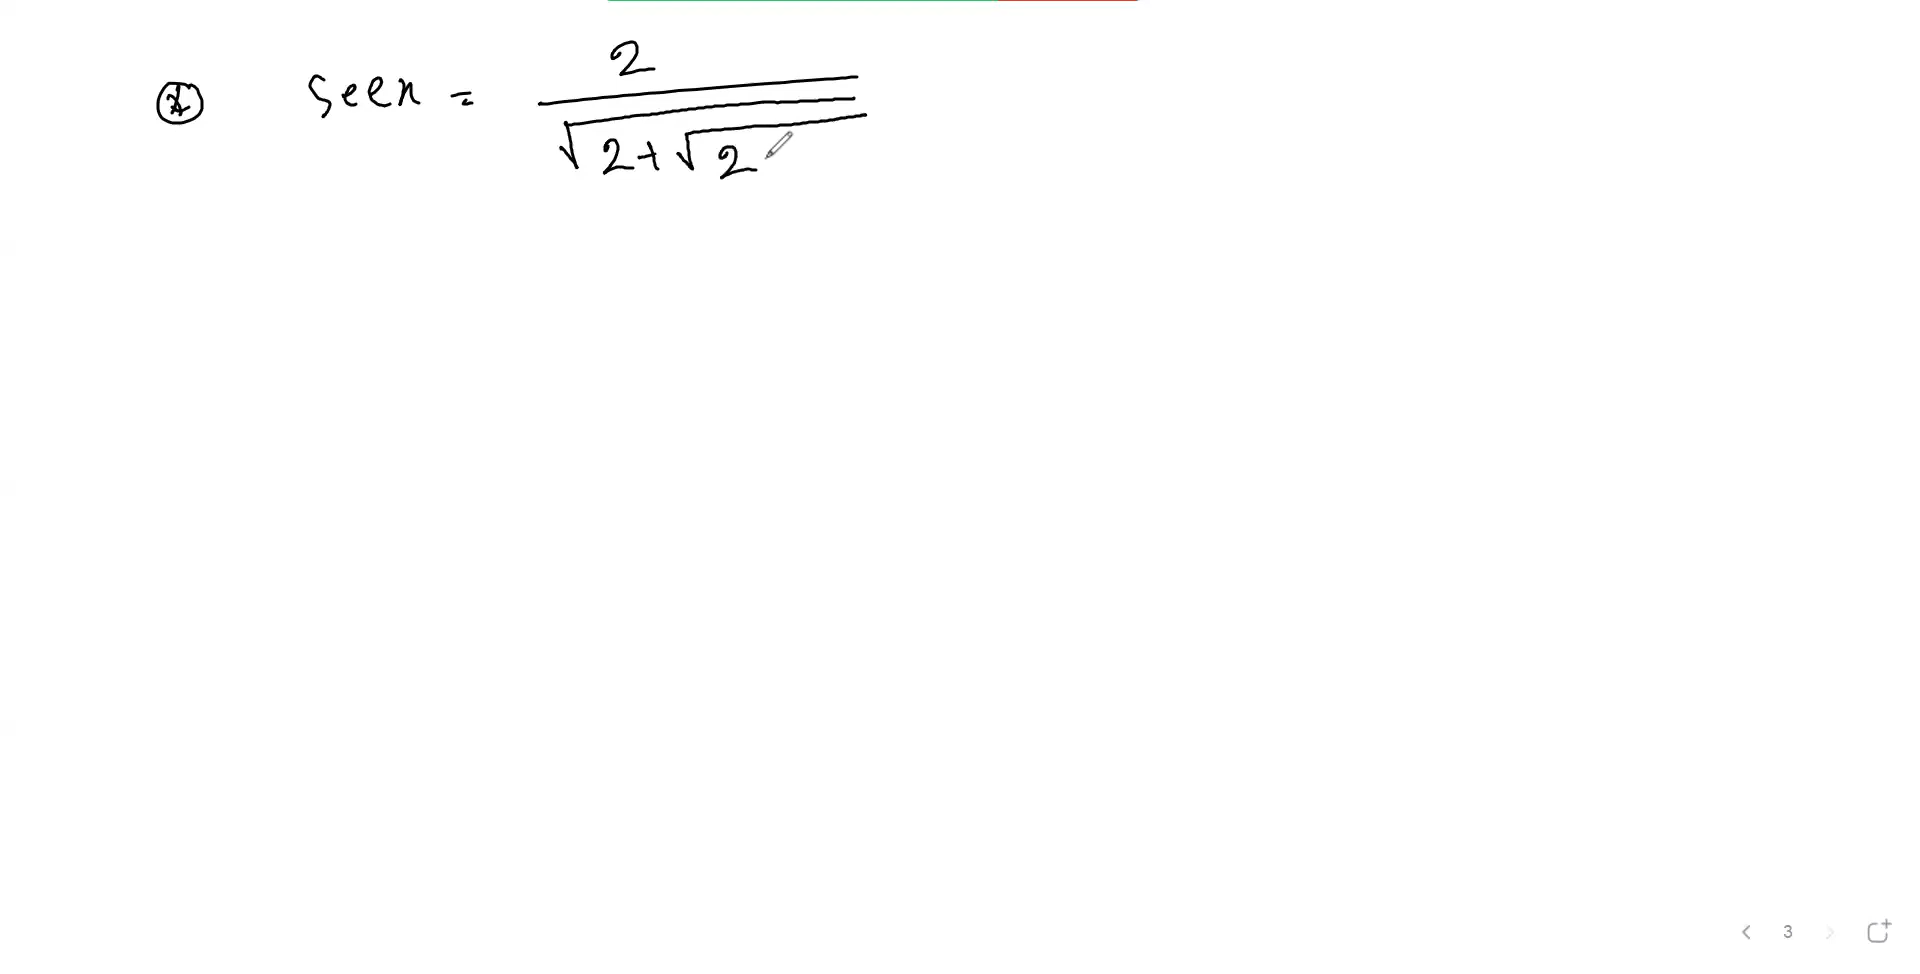 Secx = 2/√(2+√2)
3